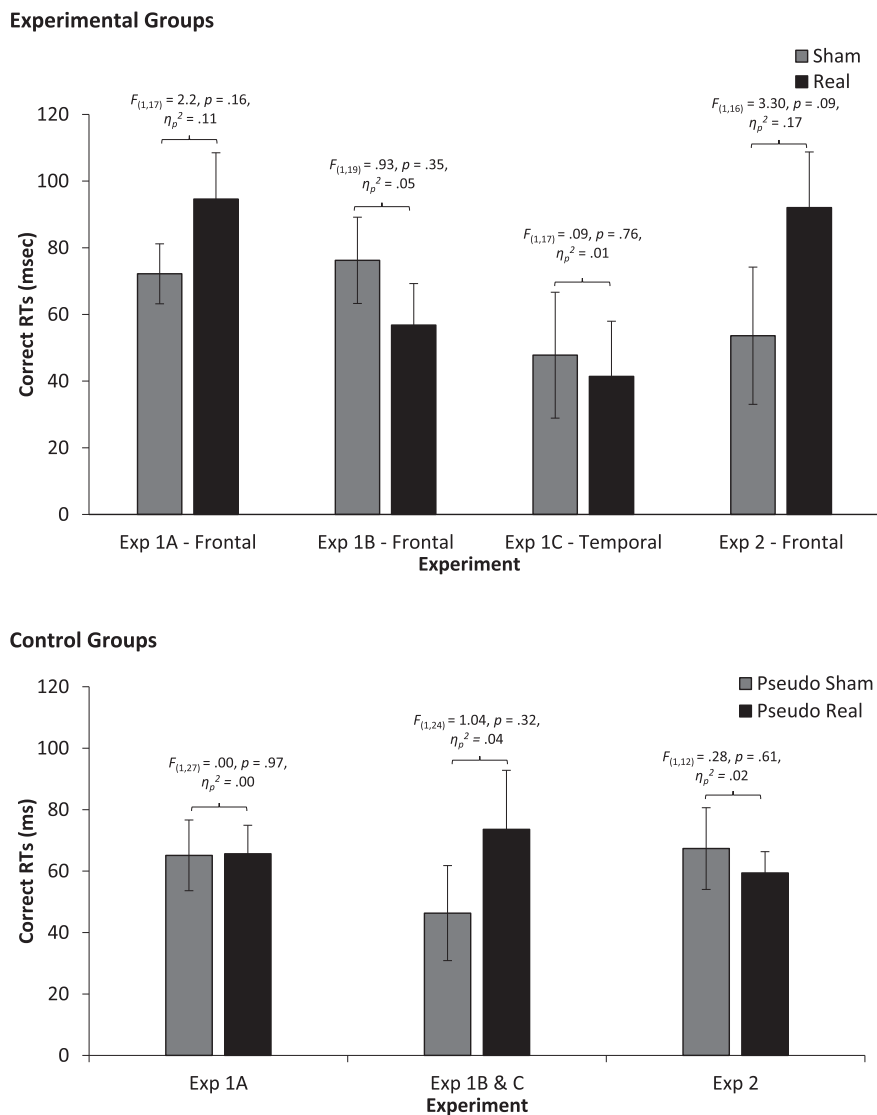 Experimental Groups
Sham
Real
F(1,17) = 2.2, p = .16,
ηp² = .11
F(1,19) = .93, p = .35,
ηp² = .05
F(1,17) = .09, p = .76,
ηp² = .01
F(1,16) = 3.30, p = .09,
ηp² = .17
Correct RTs (msec)
120
100
80
60
40
20
0
Exp 1A - Frontal
Exp 1B - Frontal
Exp 1C - Temporal
Exp 2 - Frontal
Experiment
Control Groups
Pseudo Sham
Pseudo Real
F(1,27) = .00, p = .97,
ηp² = .00
F(1,24) = 1.04, p = .32,
ηp² = .04
F(1,12) = .28, p = .61,
ηp² = .02
Correct RTs (ms)
120
100
80
60
40
20
0
Exp 1A
Exp 1B & C
Exp 2
Experiment